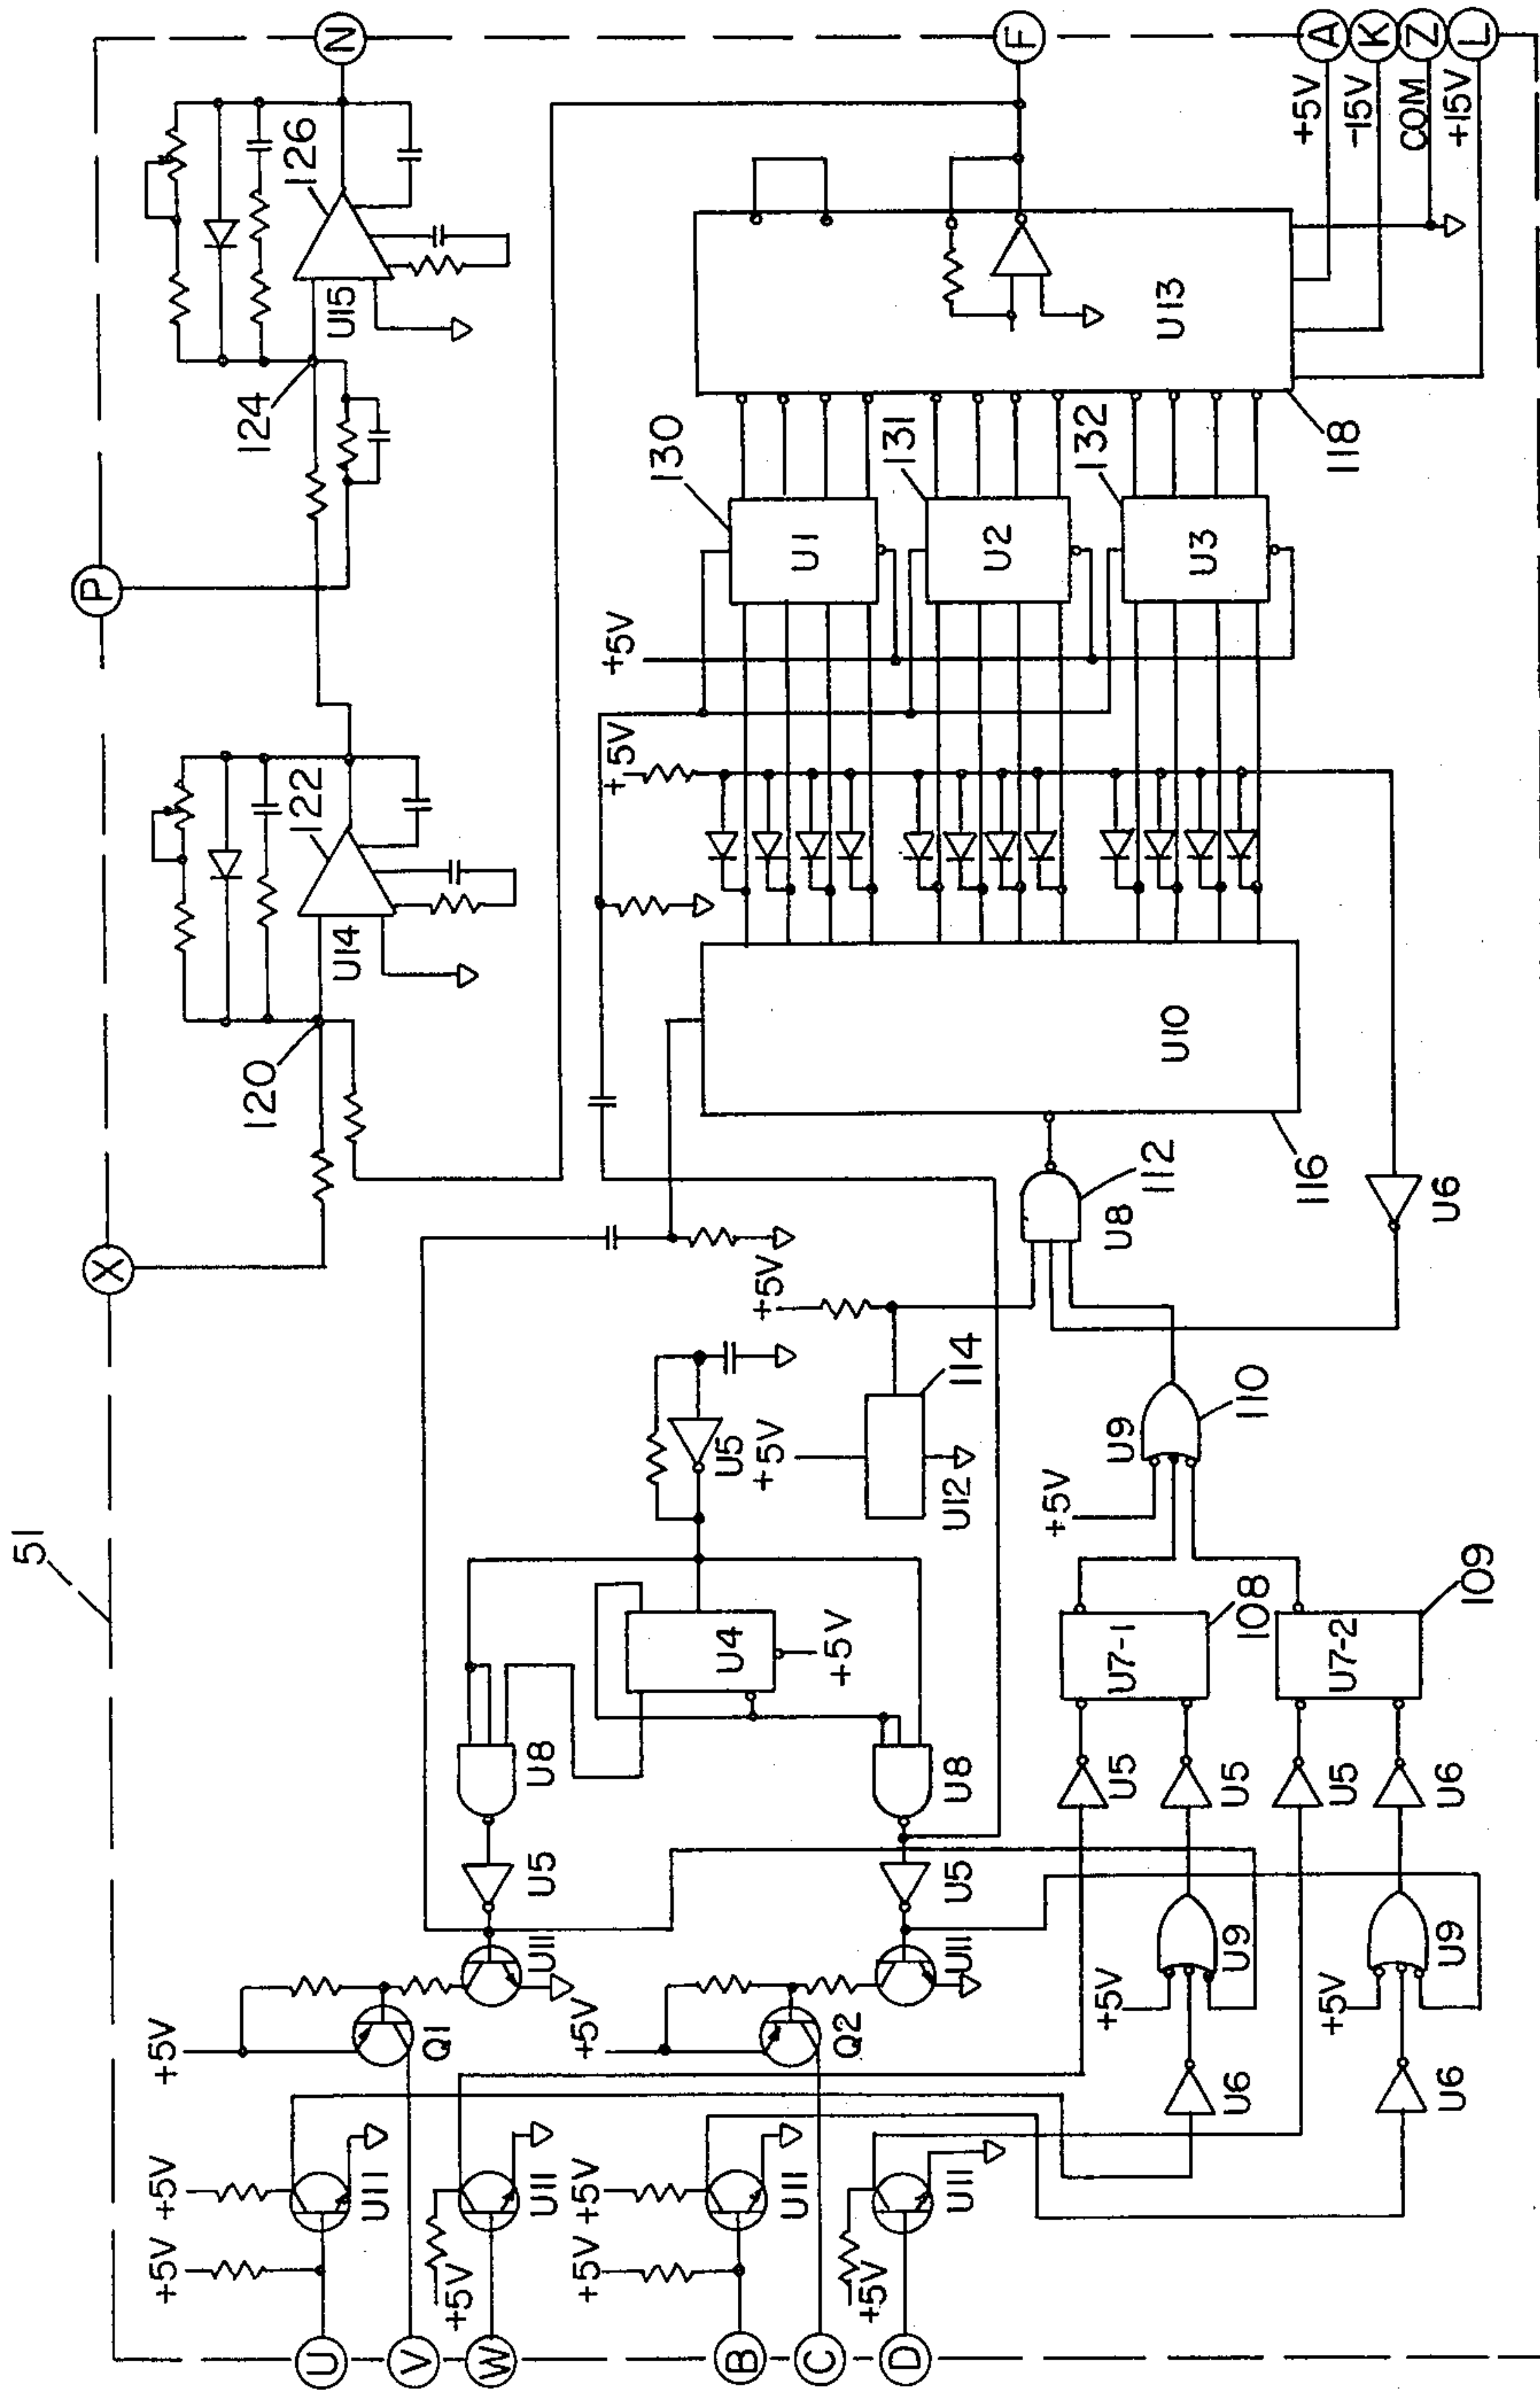 51
X
P
+5V
+5V
+5V
120
124
U
U14
122
U15
126
N
U11
V
Q1
+5V
W
U11
U11
U5
U8
+5V
+5V
+5V
+5V
+5V
130
B
U4
U5
+5V
+5V
U11
U1
+5V
C
Q2
+5V
131
D
U11
U11
U5
U8
U12
114
U2
F
+5V
132
+5V
U5
U7-1
U9
U8
112
U10
U13
U3
U6
U9
U5
108
110
116
+5V A
+5V
U5
U7-2
118
-15V K
COM Z
+15V L
U6
U9
U6
109
U6